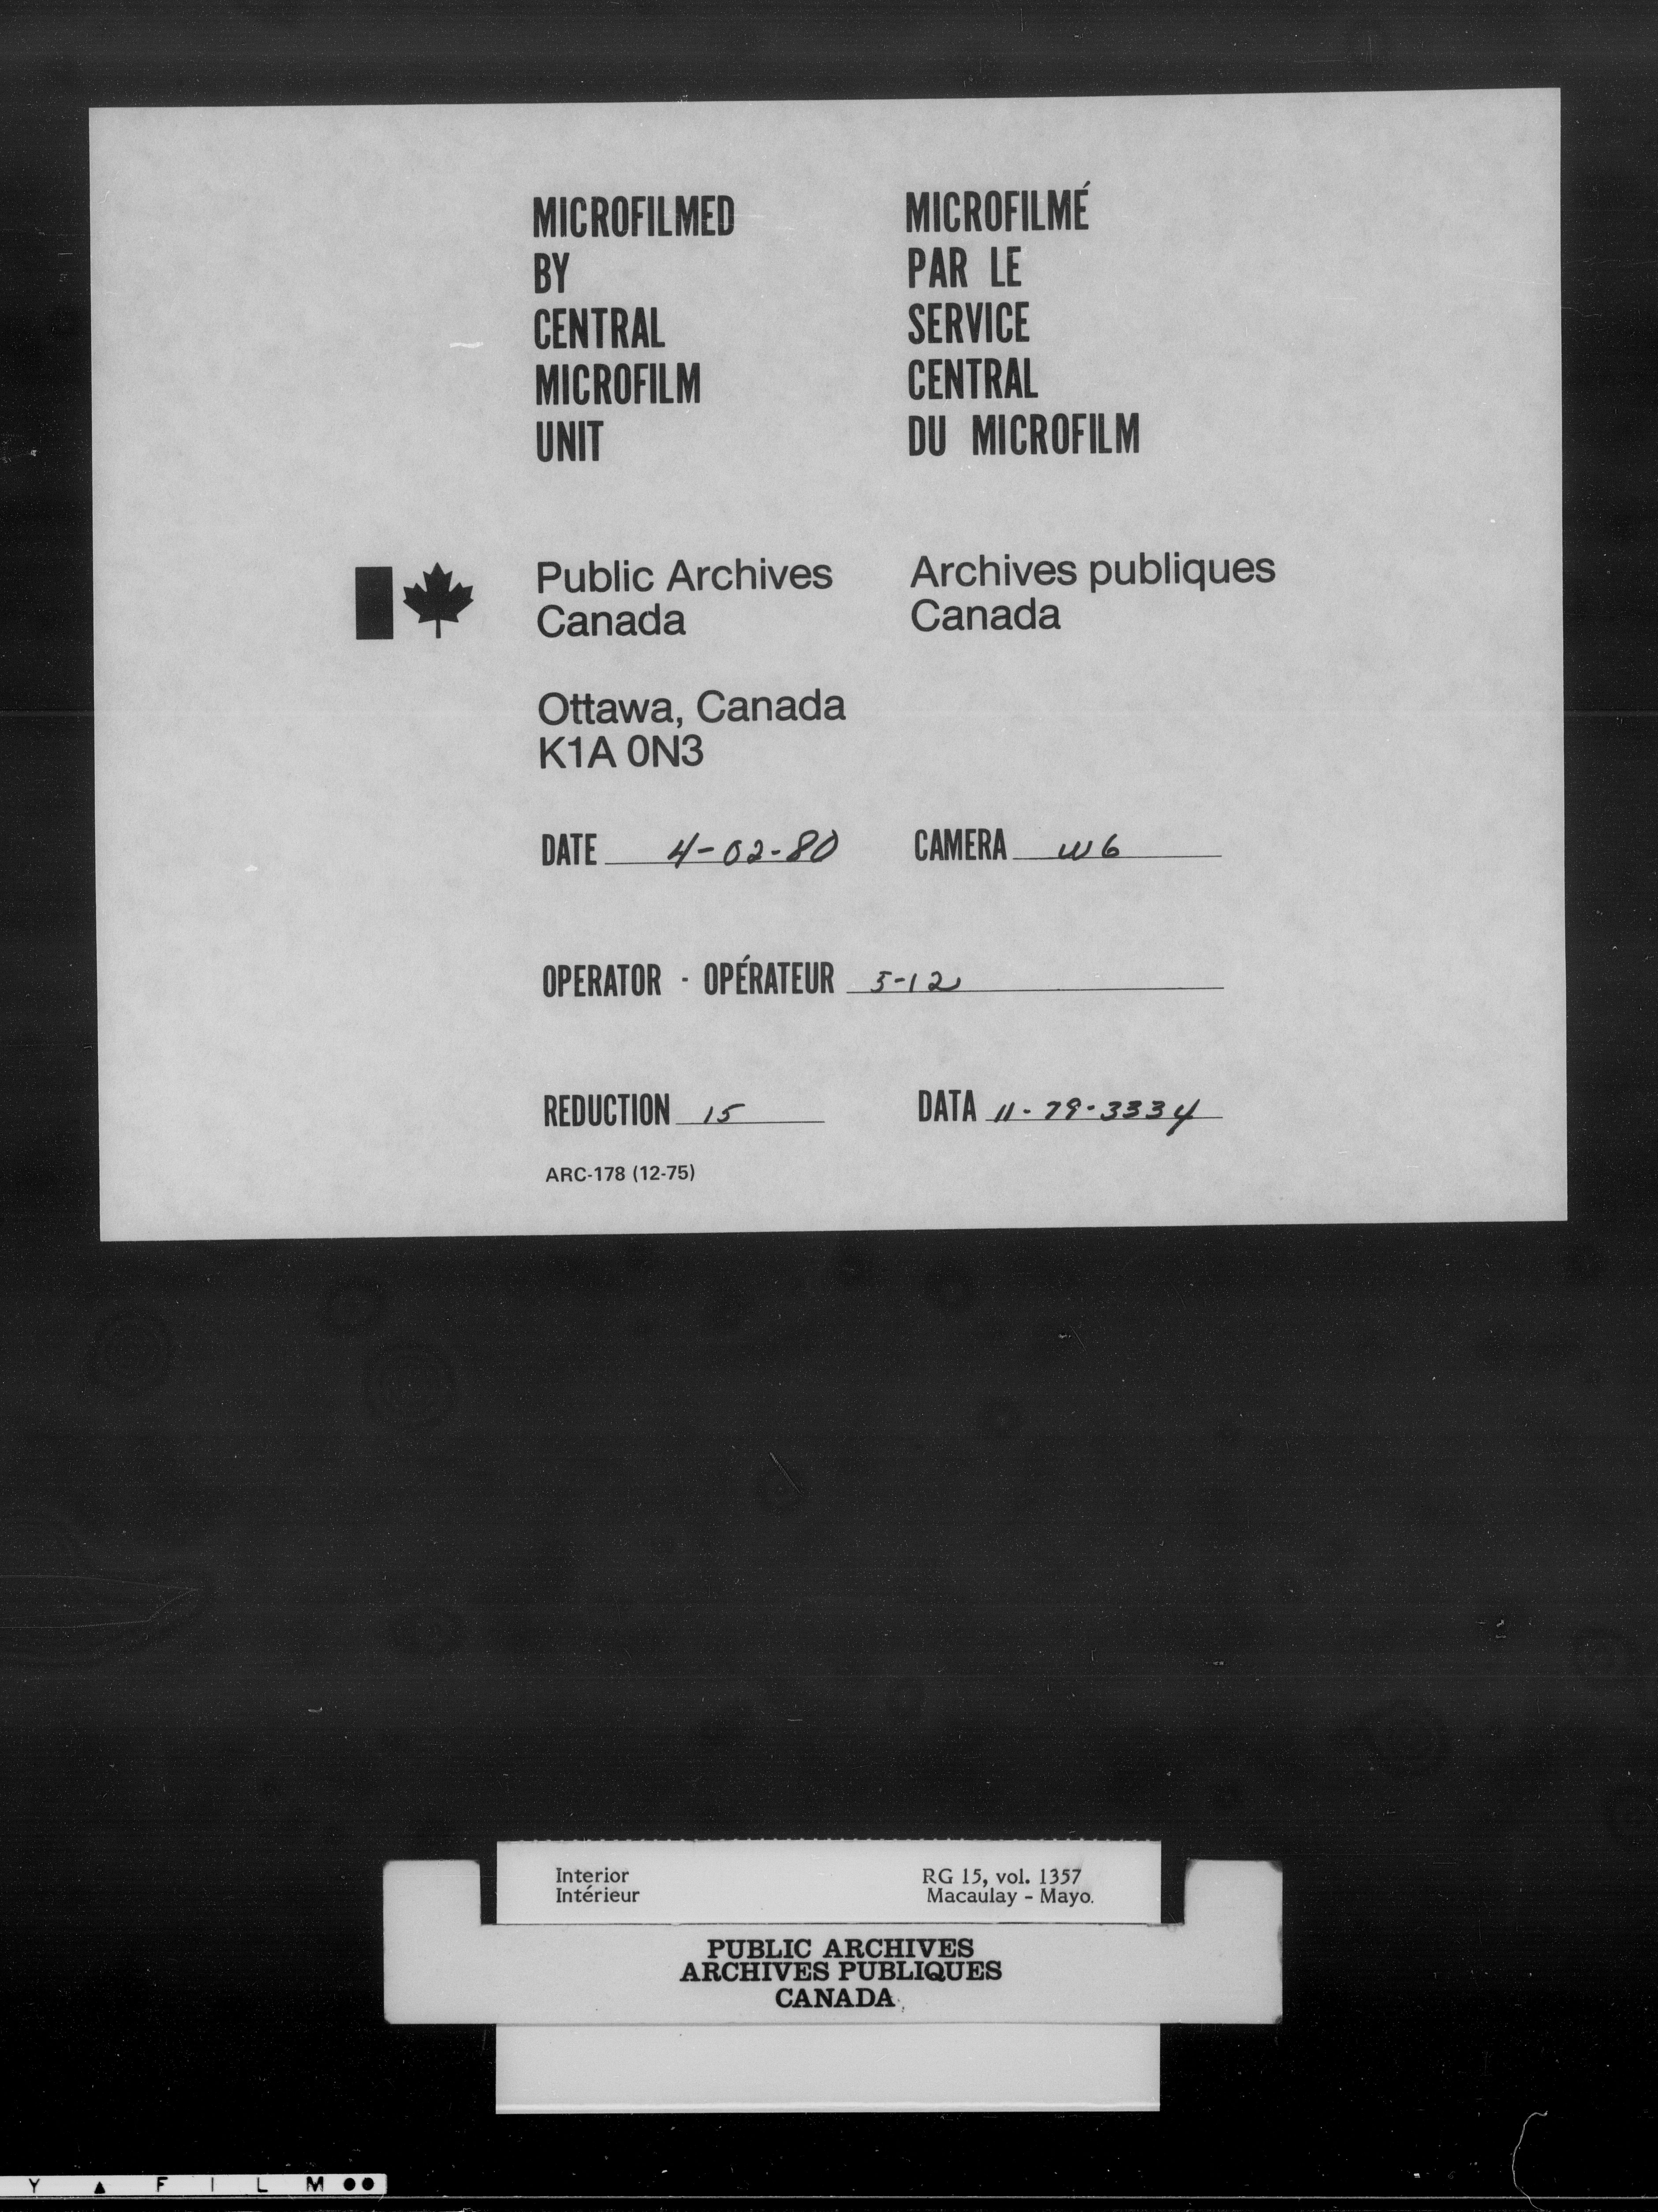 MICROFILMED
BY
CENTRAL
MICROFILM
UNIT
MICROFILMÉ
PAR LE
SERVICE
CENTRAL
DU MICROFILM
Public Archives
Canada
Archives publiques
Canada
Ottawa, Canada
K1A 0N3
DATE 4-02-80
CAMERA W6
OPERATOR - OPÉRATEUR 5-12
REDUCTION 15
DATA 11-79-3334
ARC-178 (12-75)
Interior
Intérieur
RG 15, vol. 1357
Macaulay - Mayo.
PUBLIC ARCHIVES
ARCHIVES PUBLIQUES
CANADA
Y ▲ F I L M ●●